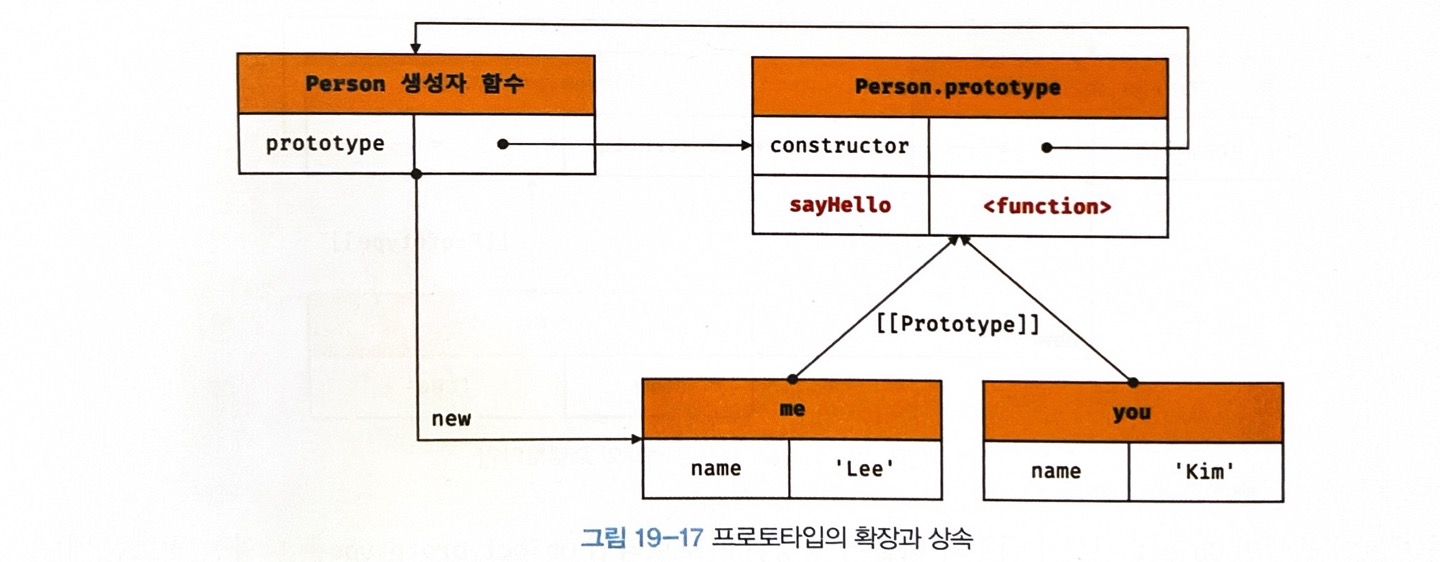 Person 생성자 함수
prototype
Person.prototype
constructor
sayHello <function>
[[Prototype]]
new
me
name 'Lee'
you
name 'Kim'
그림 19-17 프로토타입의 확장과 상속